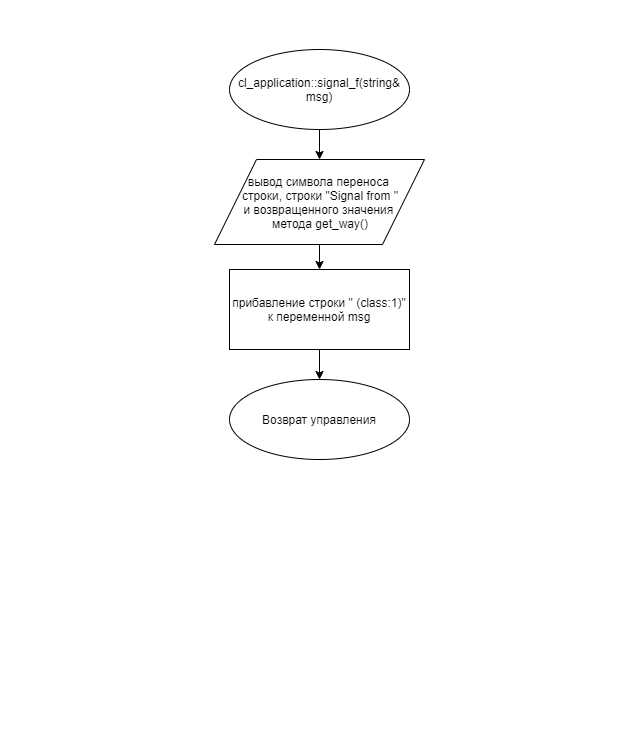 cl_application::signal_f(string&
msg)
вывод символа переноса
строки, строки "Signal from "
и возвращенного значения
метода get_way()
прибавление строки " (class:1)"
к переменной msg
Возврат управления